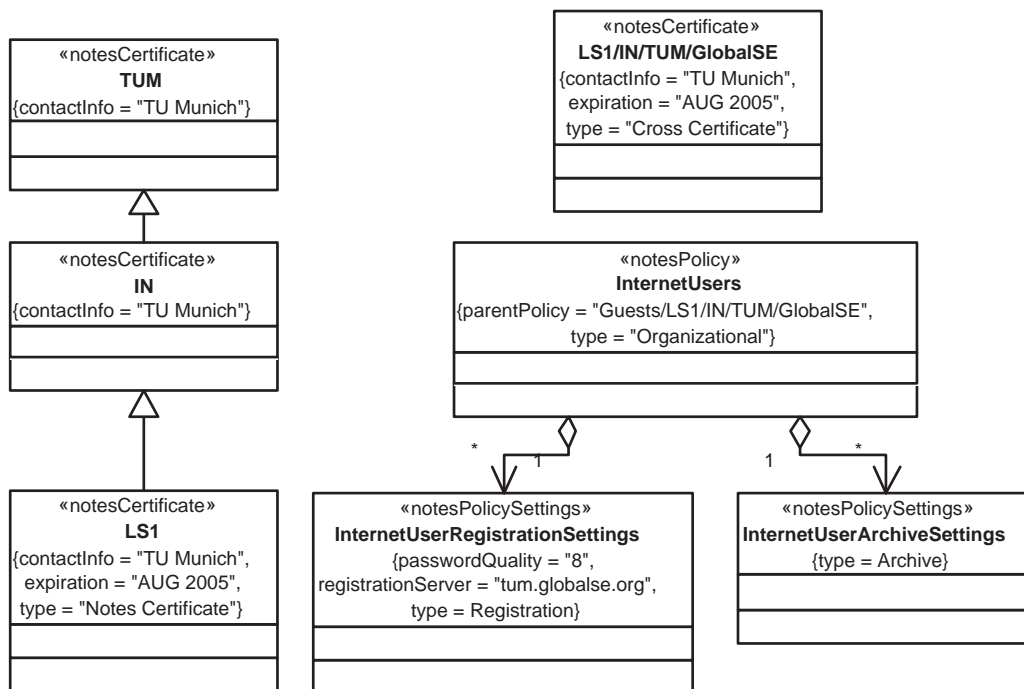 «notesCertificate»
TUM
{contactInfo = "TU Munich"}
«notesCertificate»
LS1/IN/TUM/GlobalSE
{contactInfo = "TU Munich",
expiration = "AUG 2005",
type = "Cross Certificate"}
«notesCertificate»
IN
{contactInfo = "TU Munich"}
«notesPolicy»
InternetUsers
{parentPolicy = "Guests/LS1/IN/TUM/GlobalSE",
type = "Organizational"}
*
1
1
*
«notesCertificate»
LS1
{contactInfo = "TU Munich",
expiration = "AUG 2005",
type = "Notes Certificate"}
«notesPolicySettings»
InternetUserRegistrationSettings
{passwordQuality = "8",
registrationServer = "tum.globalse.org",
type = Registration}
«notesPolicySettings»
InternetUserArchiveSettings
{type = Archive}